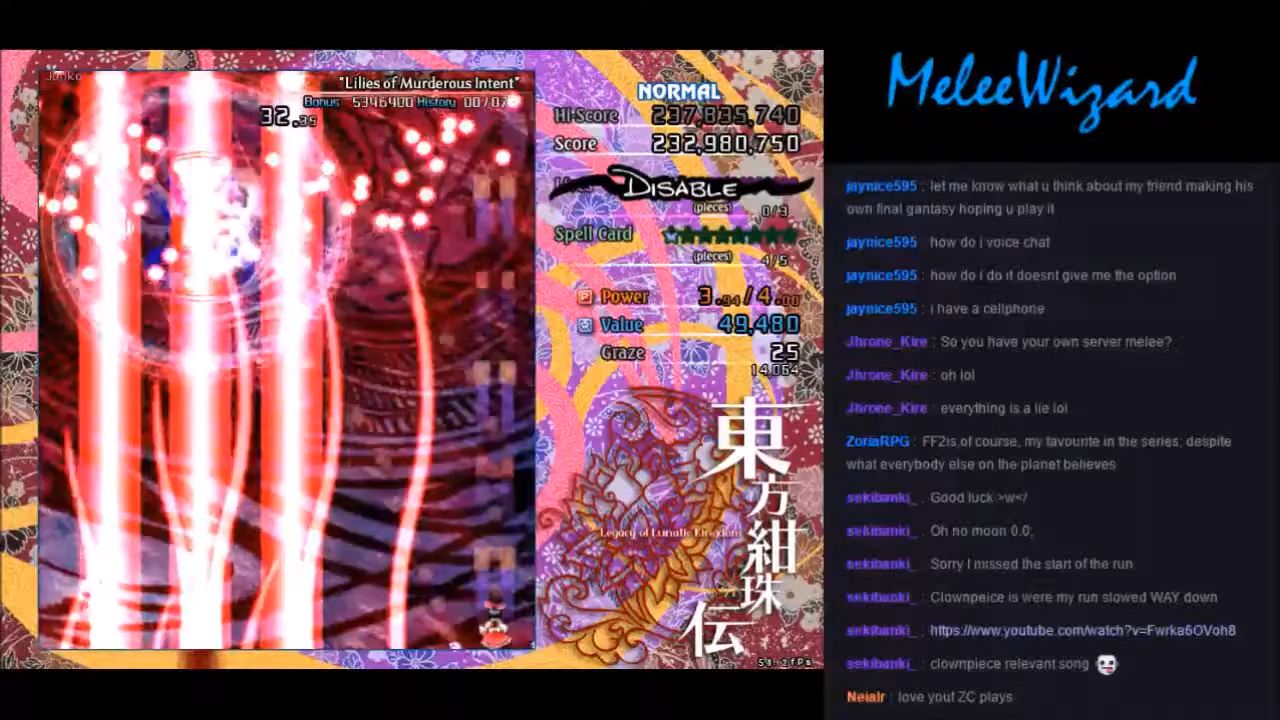 Junko
"Lilies of Murderous Intent"
Bonus 5346400 History 00/07
32.35
NORMAL
Hi-Score 237,835,740
Score 232,980,750
DISABLE
(pieces) 0/3
Spell Card
(pieces) 4/5
Power 3.94/4.00
Value 49,480
Graze 25
14,064
東方紺珠伝
Legacy of Lunatic Kingdom
MeleeWizard
jaynice595 : let me know what u think about my friend making his
own final gantasy hoping u play it
jaynice595 : how do i voice chat
jaynice595 : how do i do it doesnt give me the option
jaynice595 : i have a cellphone
Jhrone_Kire : So you have your own server melee?
Jhrone_Kire : oh lol
Jhrone_Kire : everything is a lie lol
ZoriaRPG : FF2is,of course, my favourite in the series; despite
what everybody else on the planet believes
sekibanki_ : Good luck >w</
sekibanki_ : Oh no moon 0.0;
sekibanki_ : Sorry I missed the start of the run
sekibanki_ : Clownpeice is were my run slowed WAY down
sekibanki_ : https://www.youtube.com/watch?v=Fwrka6OVoh8
sekibanki_ : clownpiece relevant song
Neialr : love youf ZC plays